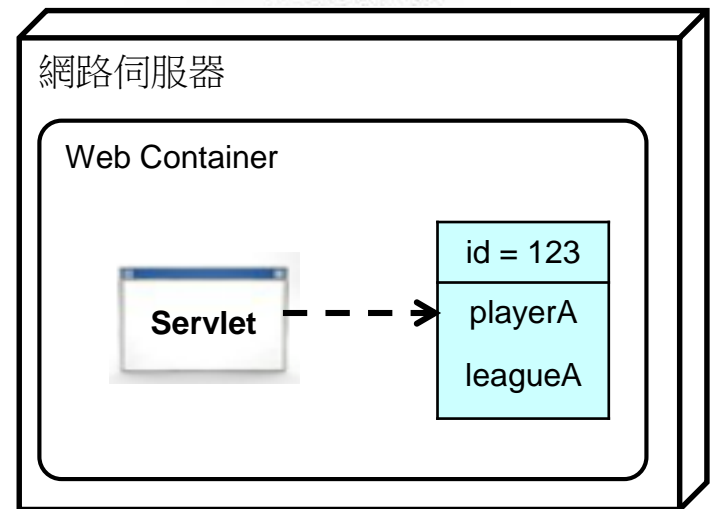 網路伺服器
Web Container
id = 123
Servlet
playerA
leagueA